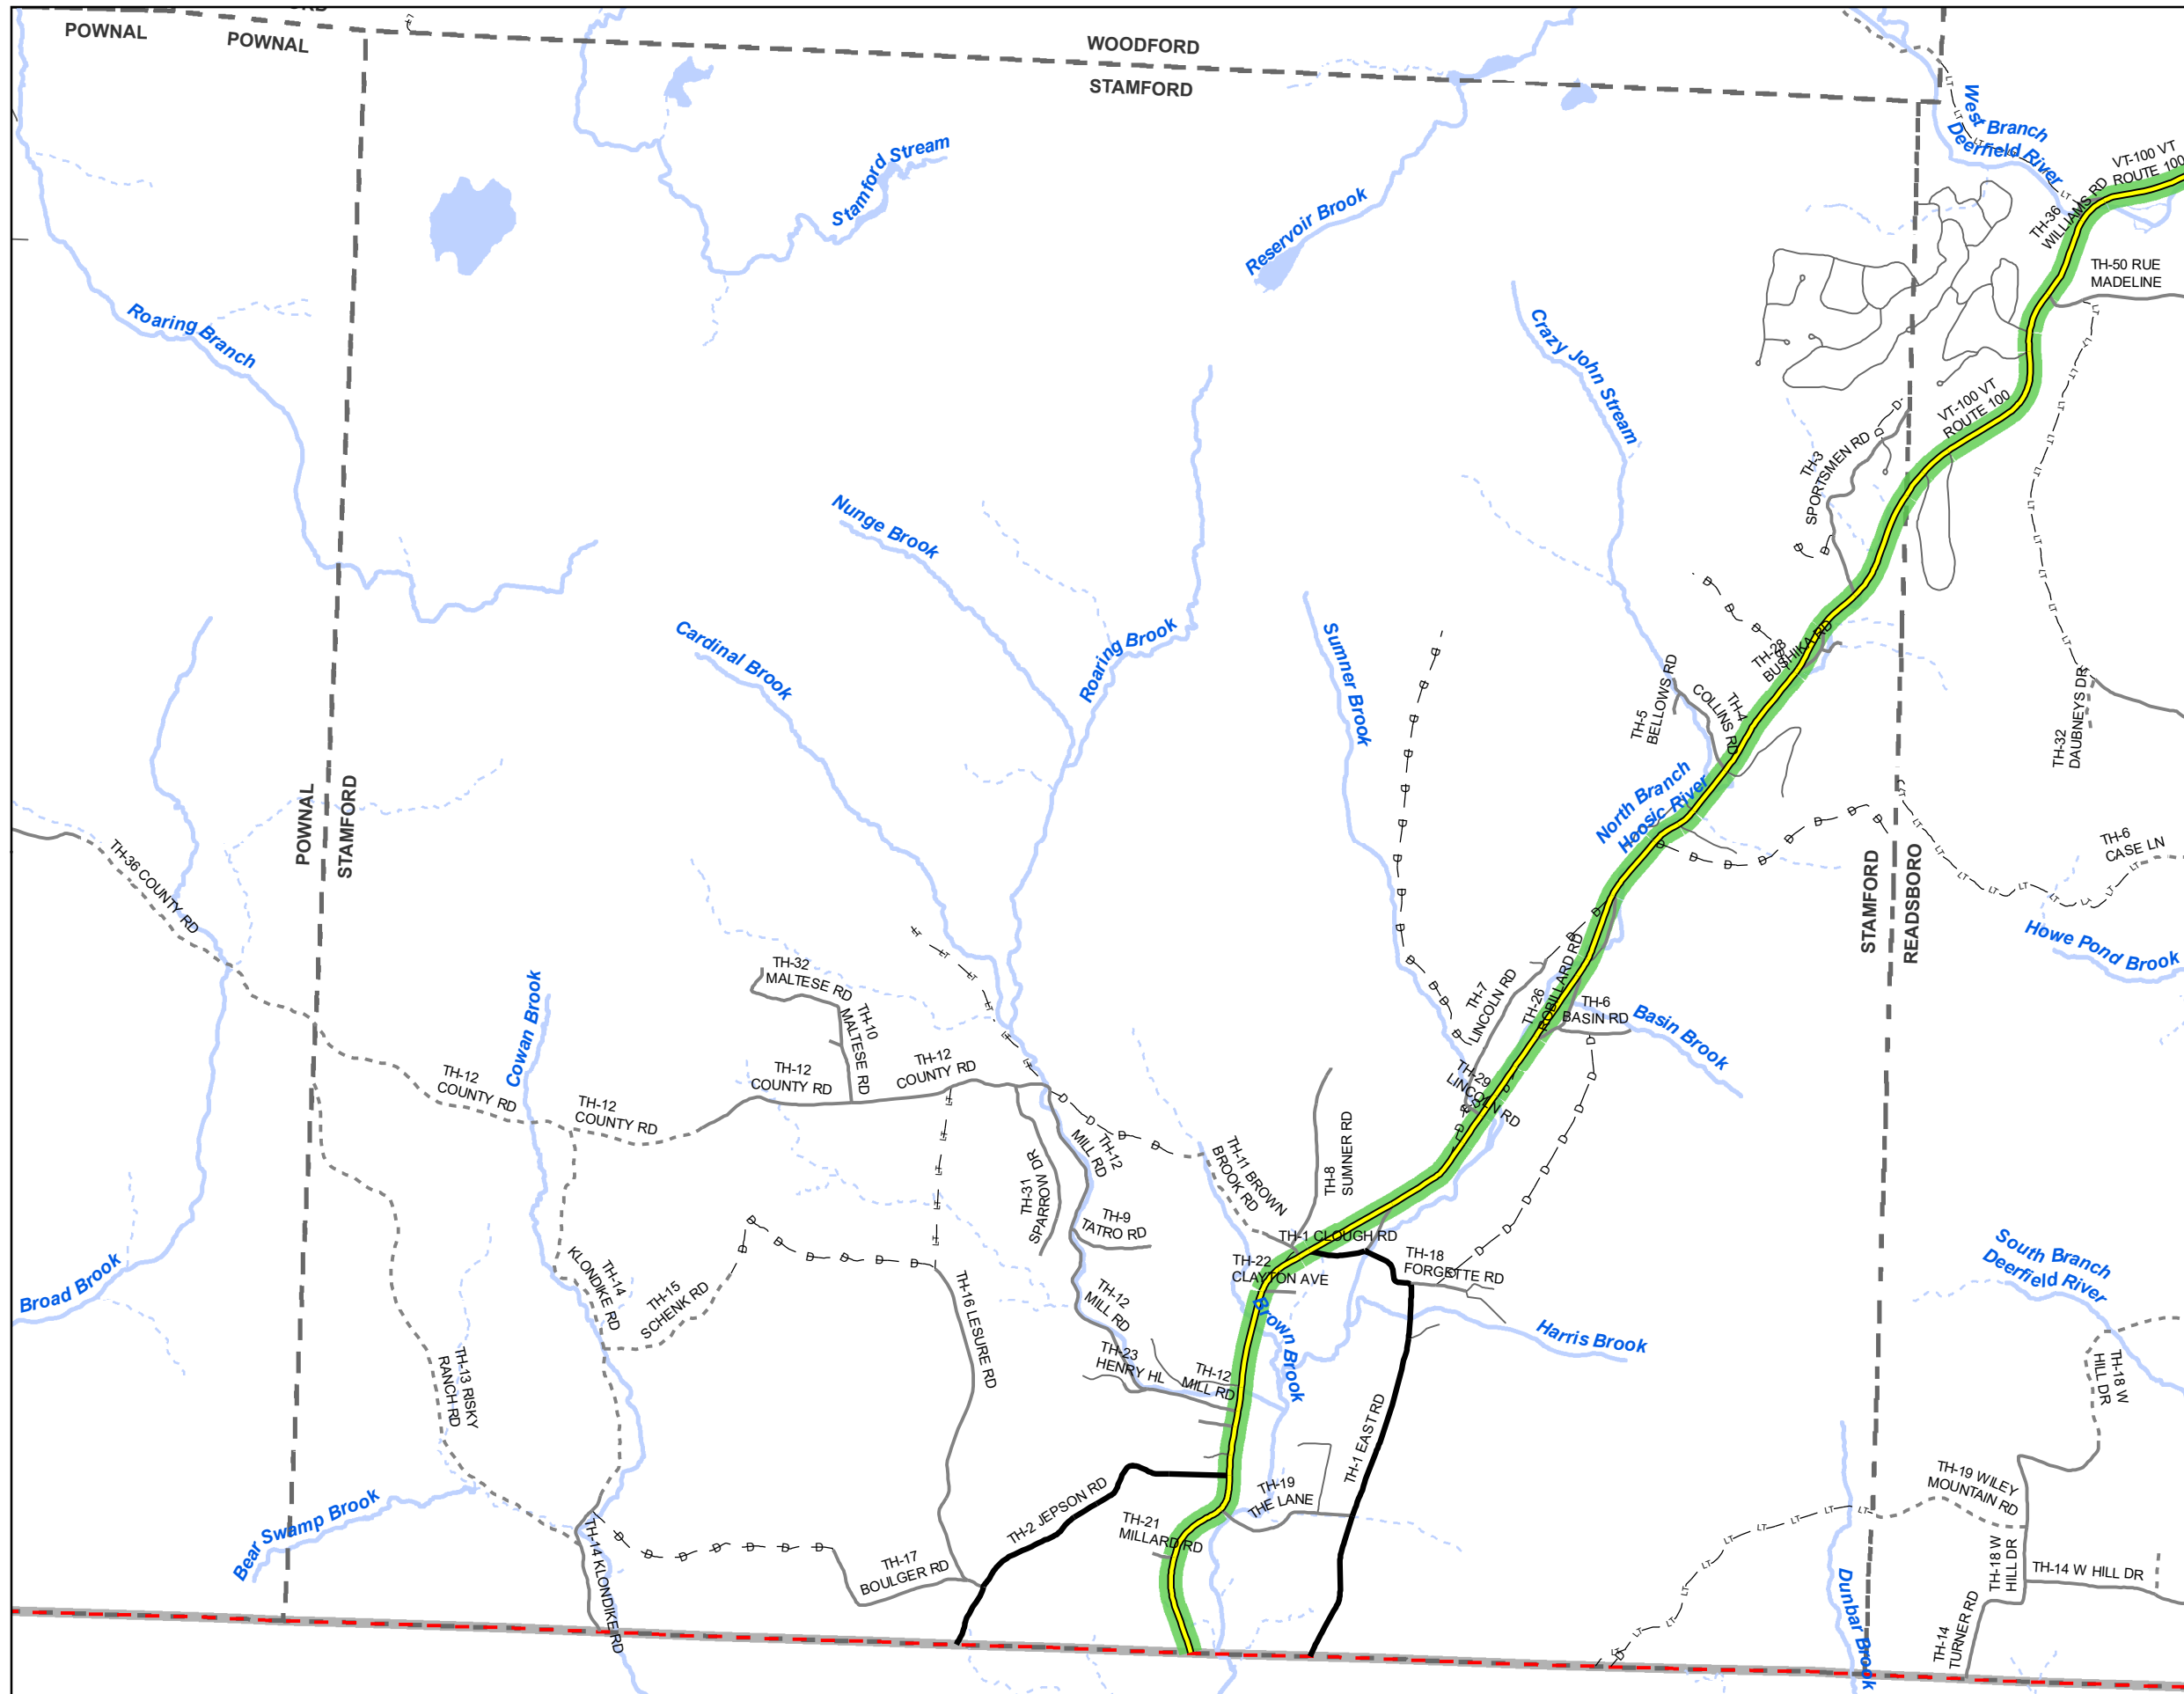 POWNAL
POWNAL
WOODFORD
STAMFORD
West Branch
Deerfield River
VT-100 VT
ROUTE 100
TH-36
WILLIAMS RD
TH-50 RUE
MADELINE
Stamford Stream
Reservoir Brook
Roaring Branch
Crazy John Stream
VT-100 VT
ROUTE 100
TH-3
SPORTSMEN RD
Nunge Brook
Cardinal Brook
Roaring Brook
Sumner Brook
TH-28
BUSHIKA RD
TH-5
BELLOWS RD
TH-4
COLLINS RD
TH-32
DAUBNEYS DR
POWNAL
STAMFORD
North Branch
Hoosic River
TH-36 COUNTY RD
STAMFORD
READSBORO
TH-6
CASE LN
Howe Pond Brook
TH-32
MALTESE RD
TH-10
MALTESE RD
Cowan Brook
TH-7
LINCOLN RD
TH-26
ROBILLARD RD
TH-6
BASIN RD
Basin Brook
TH-12
COUNTY RD
TH-12
COUNTY RD
TH-12
COUNTY RD
TH-12
COUNTY RD
TH-29
LINCOLN RD
TH-12
MILL RD
TH-11 BROWN
BROOK RD
TH-8
SUMNER RD
TH-31
SPARROW DR
TH-9
TATRO RD
TH-1 CLOUGH RD
TH-22
CLAYTON AVE
TH-18
FORGETTE RD
South Branch
Deerfield River
Broad Brook
TH-14
KLONDIKE RD
TH-15
SCHENK RD
TH-16 LESURE RD
TH-12
MILL RD
Brown Brook
Harris Brook
TH-13 RISKY
RANCH RD
TH-23
HENRY HL
TH-12
MILL RD
TH-18 W
HILL DR
TH-1 EAST RD
Bear Swamp Brook
TH-2 JEPSON RD
TH-19
THE LANE
TH-19 WILEY
MOUNTAIN RD
TH-21
MILLARD RD
TH-14 KLONDIKE RD
TH-17
BOULGER RD
TH-18 W
HILL DR
TH-14 W HILL DR
Dunbar Brook
TH-14
TURNER RD